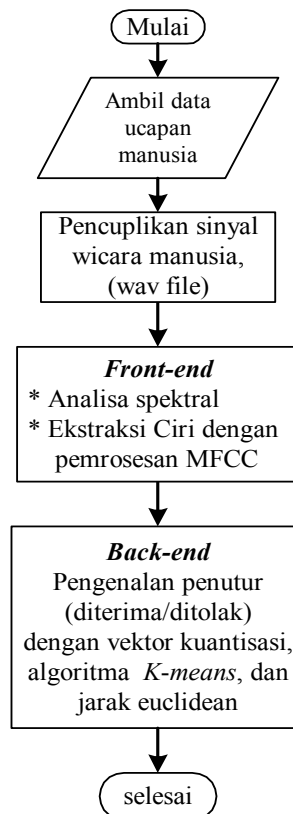 Mulai
Ambil data
ucapan
manusia
Pencuplikan sinyal
wicara manusia,
(wav file)
Front-end
* Analisa spektral
* Ekstraksi Ciri dengan
pemrosesan MFCC
Back-end
Pengenalan penutur
(diterima/ditolak)
dengan vektor kuantisasi,
algoritma K-means, dan
jarak euclidean
selesai